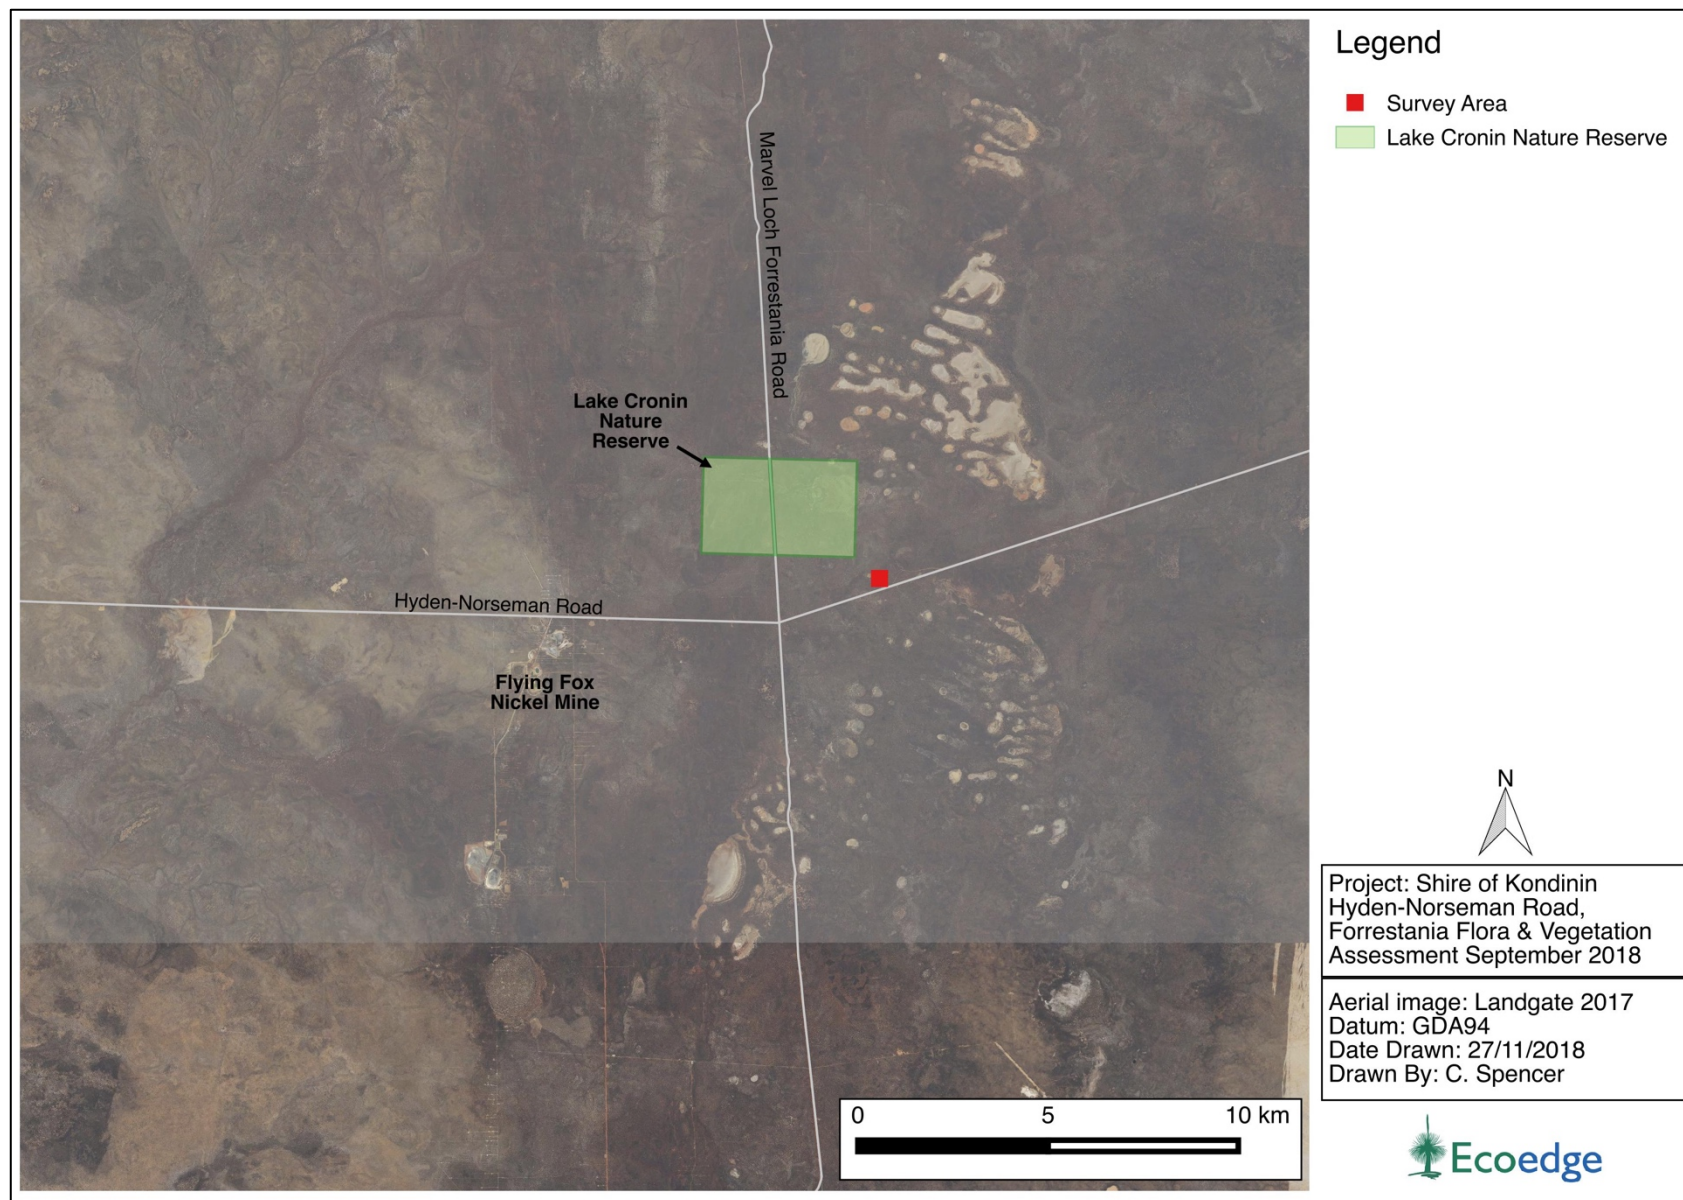 Legend
Survey Area
Lake Cronin Nature Reserve
Marvel Loch Forrestania Road
Lake Cronin
Nature
Reserve
Hyden-Norseman Road
Flying Fox
Nickel Mine
N
Project: Shire of Kondinin
Hyden-Norseman Road,
Forrestania Flora & Vegetation
Assessment September 2018
Aerial image: Landgate 2017
Datum: GDA94
Date Drawn: 27/11/2018
Drawn By: C. Spencer
0 5 10 km
Ecoedge